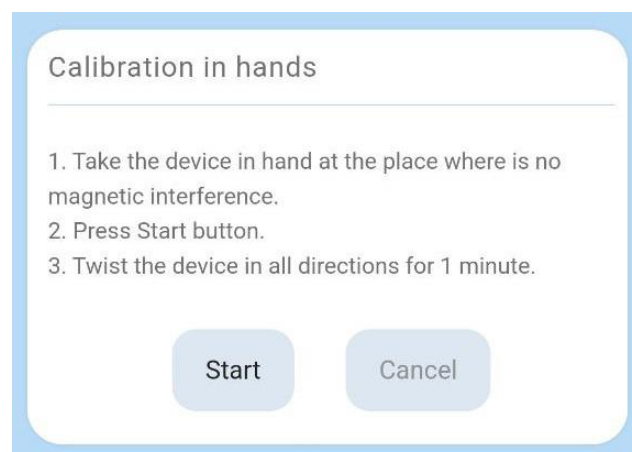 Calibration in hands
1. Take the device in hand at the place where is no
magnetic interference.
2. Press Start button.
3. Twist the device in all directions for 1 minute.
Start
Cancel